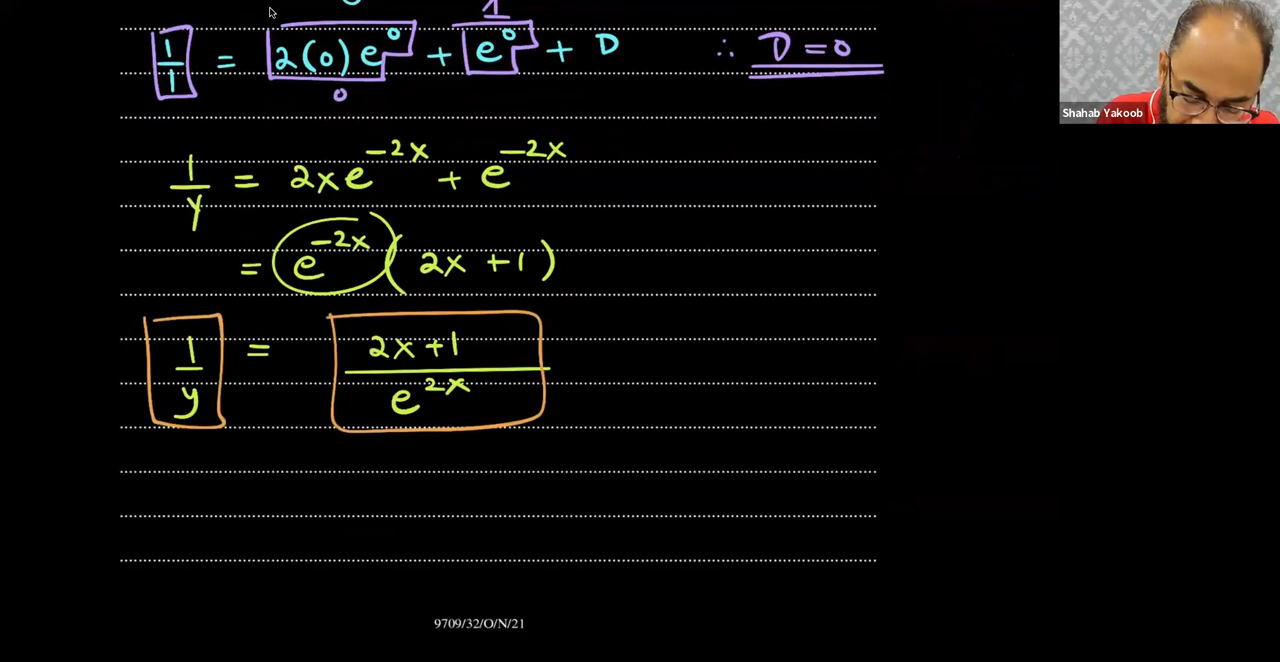 1/1 = 2(0)e^0 + e^0 + D ∴ D = 0
0
1
Shahab Yakoob
1/y = 2xe^-2x + e^-2x
= e^-2x (2x + 1)
1/y = (2x+1)/e^2x
9709/32/O/N/21